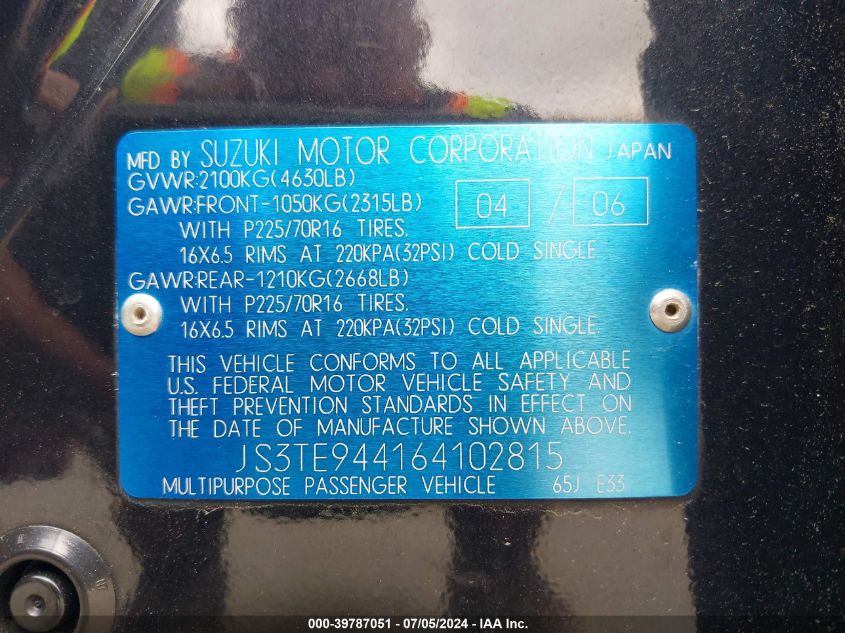 MFD BY SUZUKI MOTOR CORPORATION JAPAN
GVWR:2100KG(4630LB)
GAWR:FRONT-1050KG(2315LB) 04 / 06
WITH P225/70R16 TIRES,
16X6.5 RIMS AT 220KPA(32PSI) COLD SINGLE.
GAWR:REAR-1210KG(2668LB)
WITH P225/70R16 TIRES,
16X6.5 RIMS AT 220KPA(32PSI) COLD SINGLE.
THIS VEHICLE CONFORMS TO ALL APPLICABLE
U.S. FEDERAL MOTOR VEHICLE SAFETY AND
THEFT PREVENTION STANDARDS IN EFFECT ON
THE DATE OF MANUFACTURE SHOWN ABOVE.
JS3TE944164102815
MULTIPURPOSE PASSENGER VEHICLE 65J E33
000-39787051 - 07/05/2024 - IAA Inc.